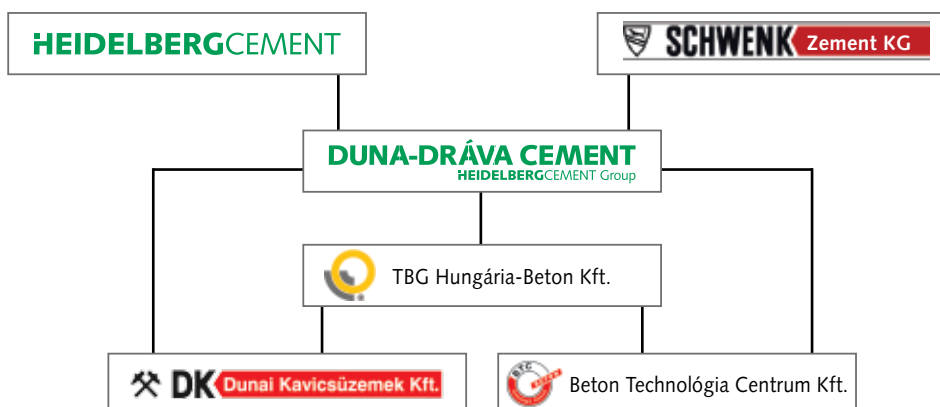 HEIDELBERGCEMENT
SCHWENK Zement KG
DUNA-DRÁVA CEMENT
HEIDELBERGCEMENT Group
TBG Hungária-Beton Kft.
DK Dunai Kavicsüzemek Kft.
BTC
Beton Technológia Centrum Kft.